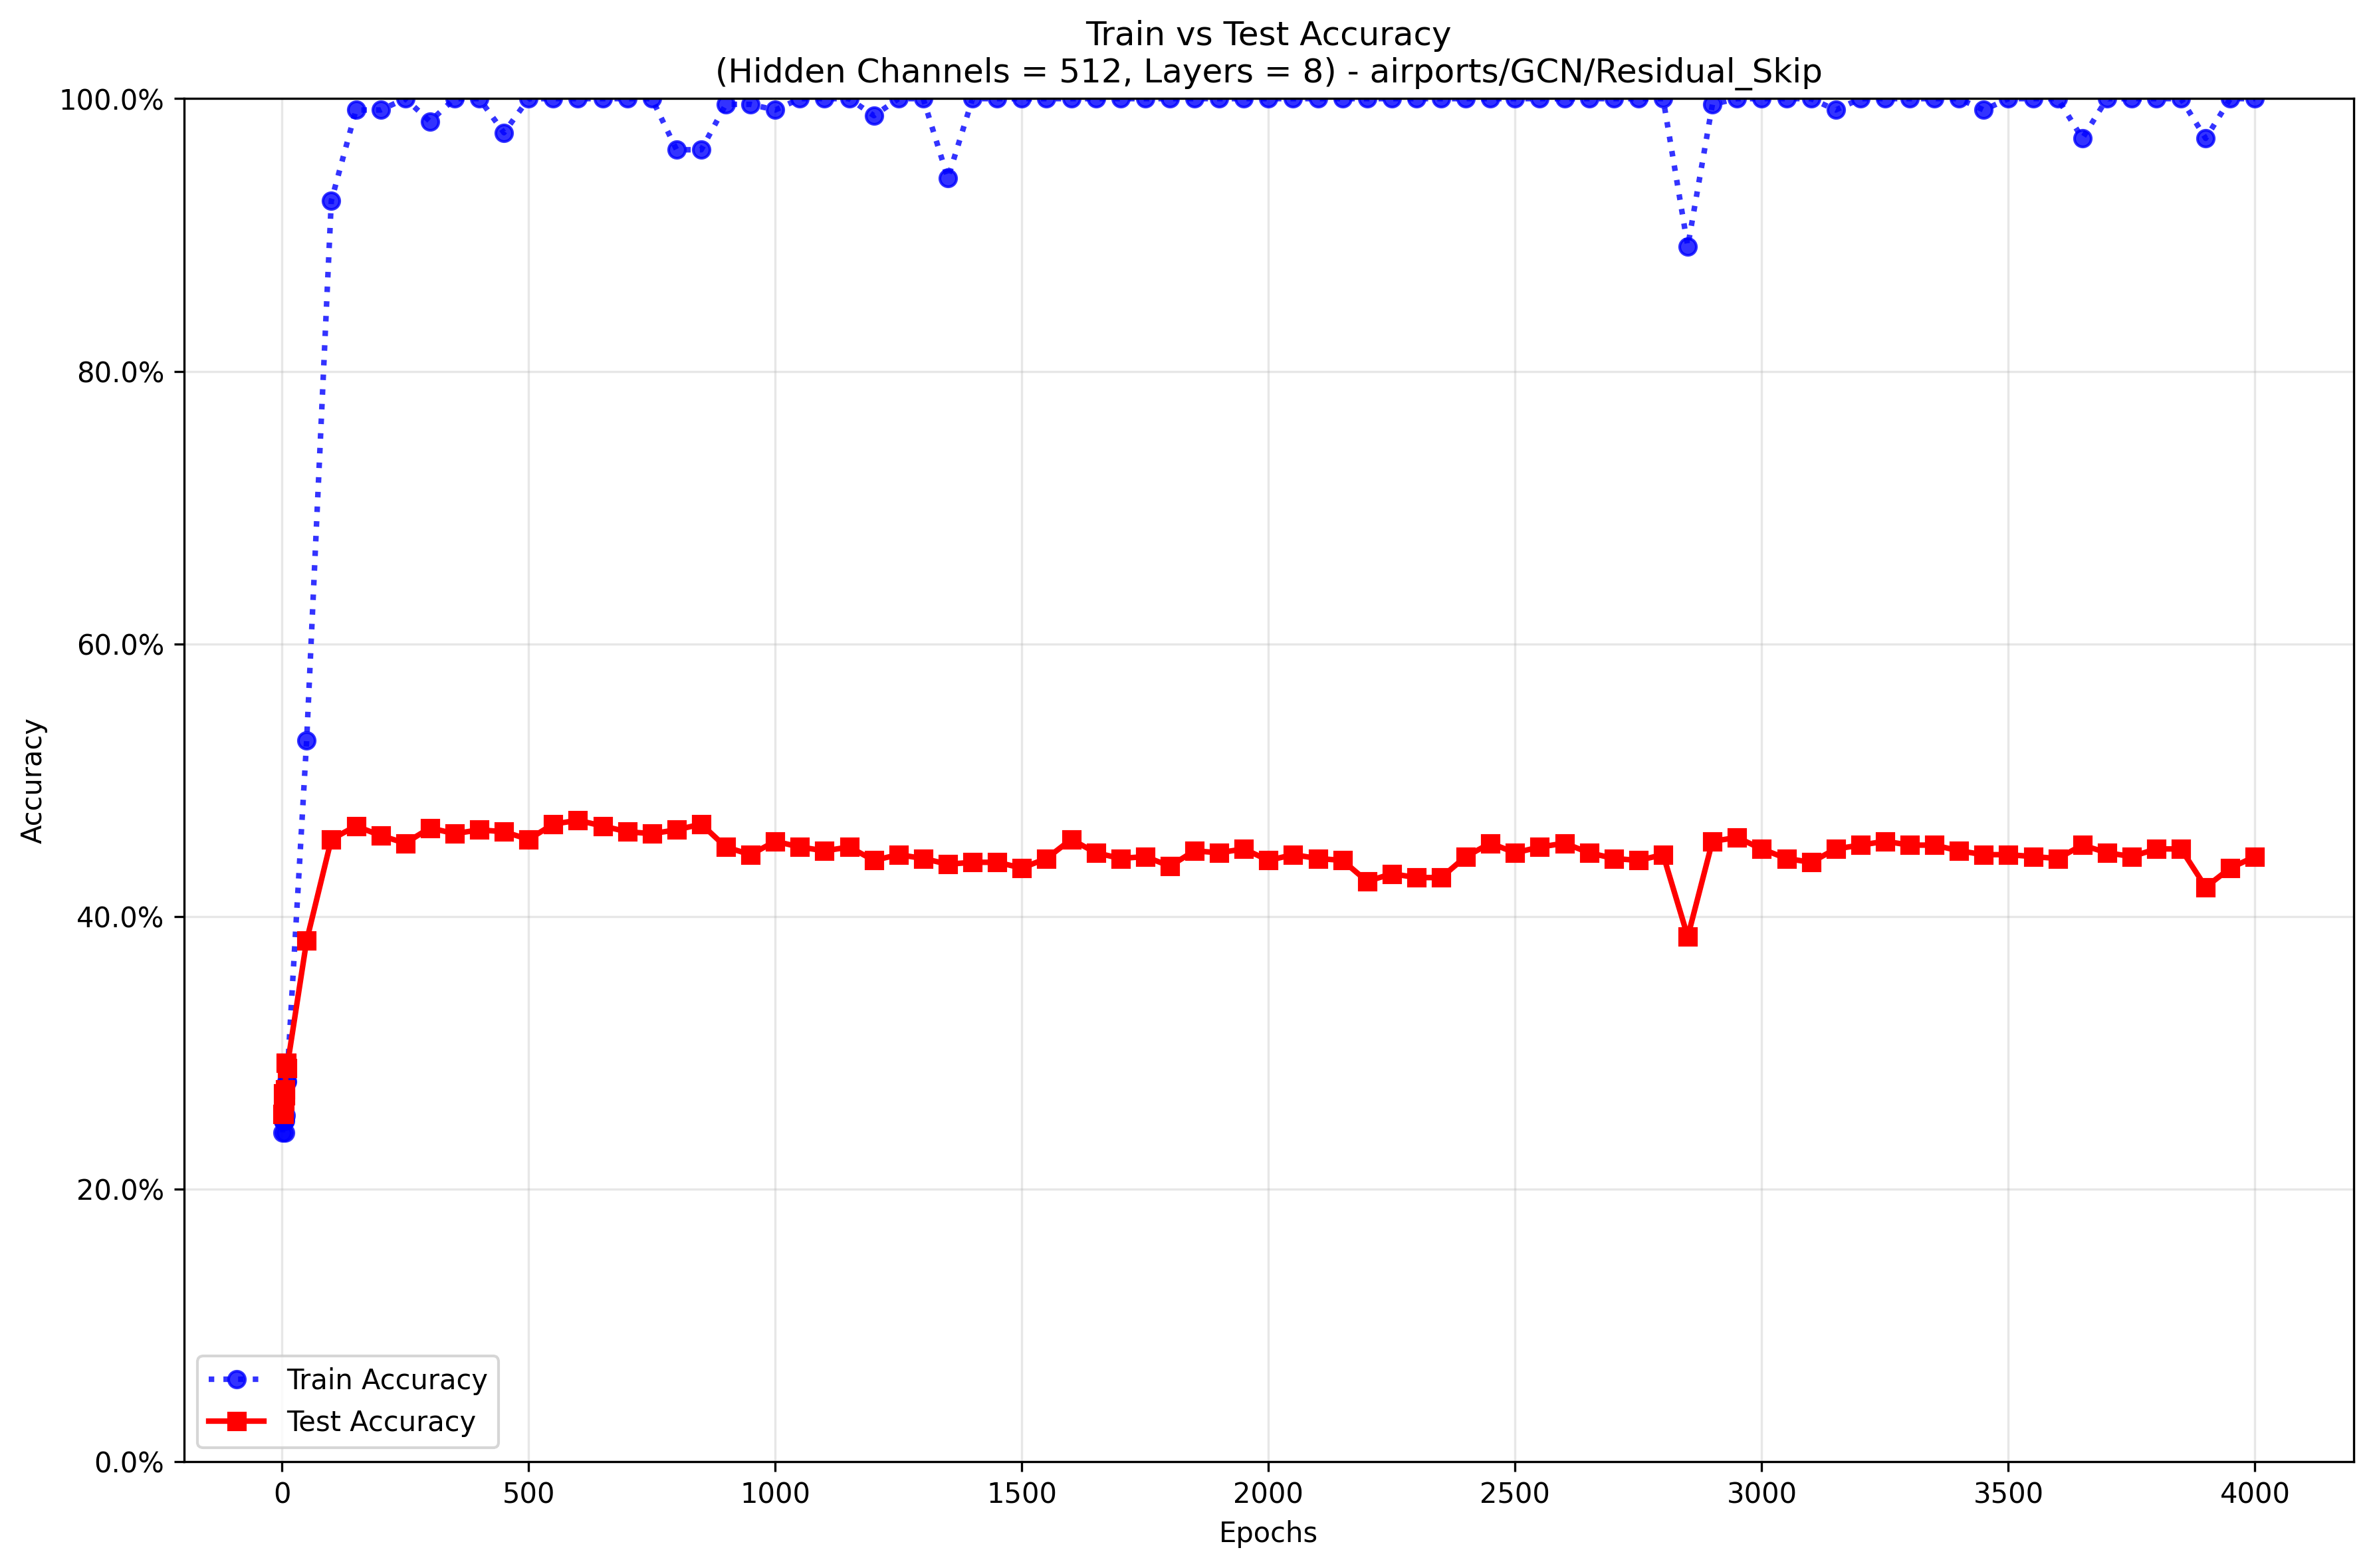 Train vs Test Accuracy
(Hidden Channels = 512, Layers = 8) - airports/GCN/Residual_Skip
100.0%
80.0%
60.0%
40.0%
20.0%
0.0%
Accuracy
Train Accuracy
Test Accuracy
0 500 1000 1500 2000 2500 3000 3500 4000
Epochs